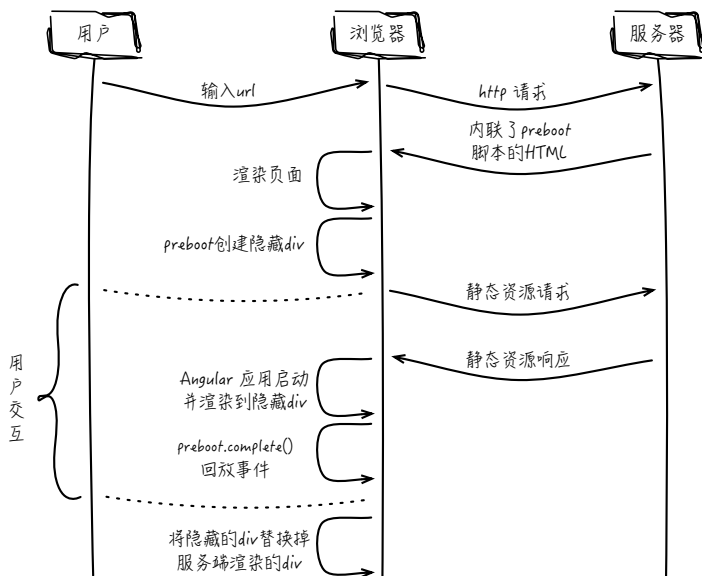 用户
浏览器
服务器
输入url
http 请求
内联了preboot
脚本的HTML
渲染页面
preboot创建隐藏div
静态资源请求
用户交互
静态资源响应
Angular 应用启动
并渲染到隐藏div
preboot.complete()
回放事件
将隐藏的div替换掉
服务端渲染的div